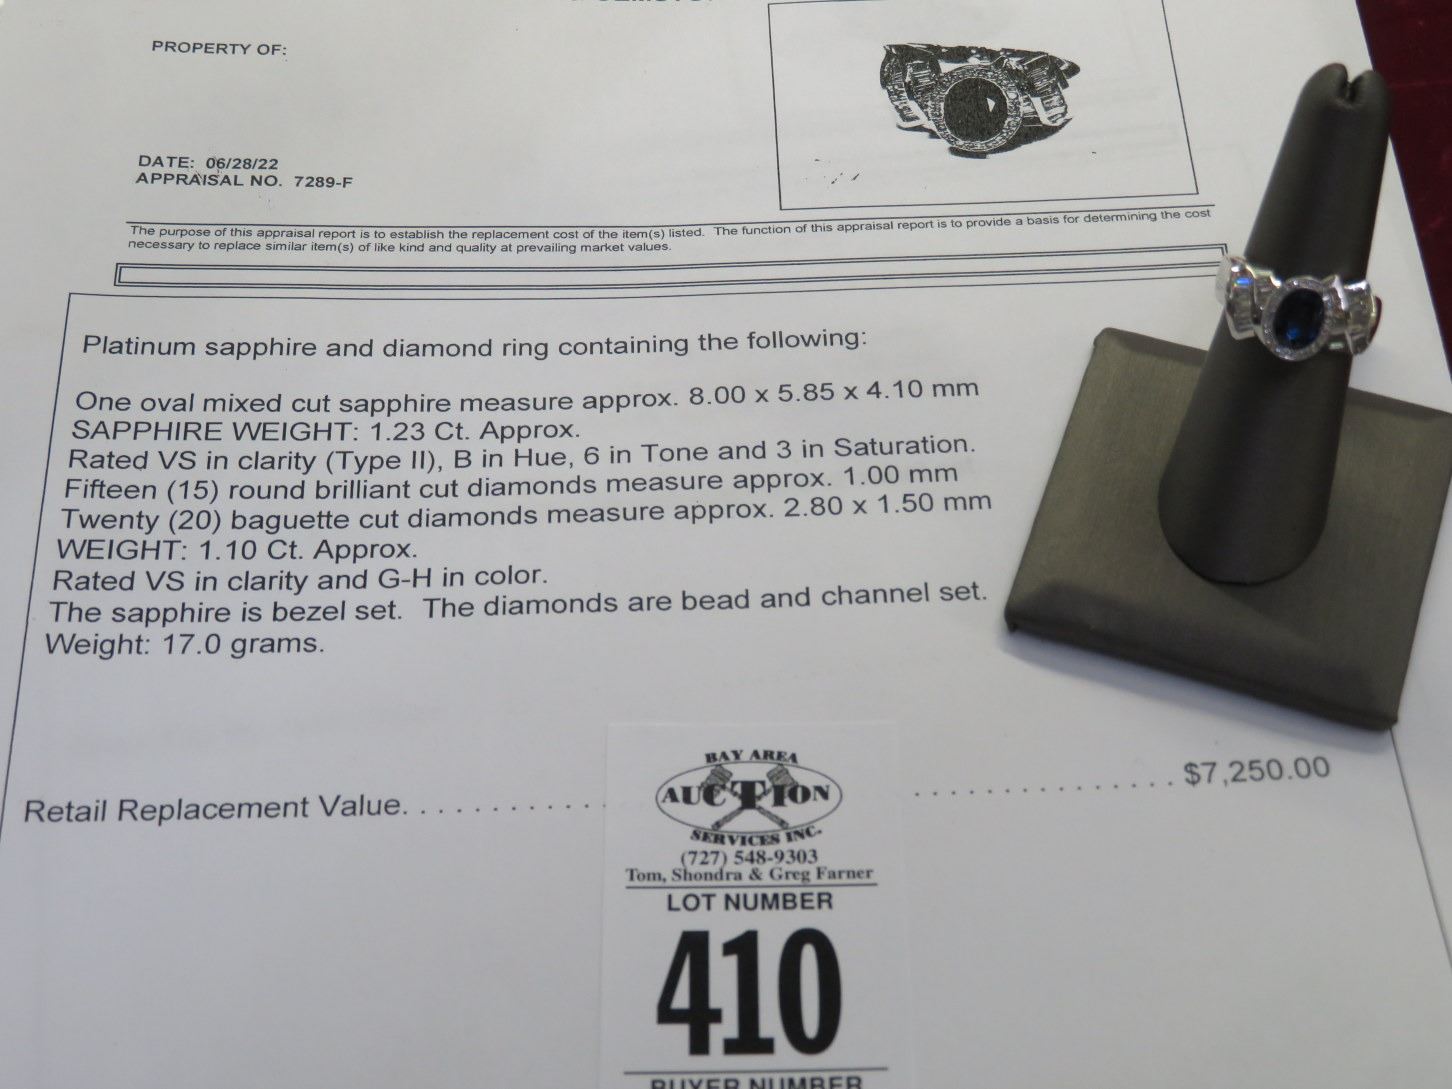 PROPERTY OF:
DATE: 06/28/22
APPRAISAL NO. 7289-F
The purpose of this appraisal report is to establish the replacement cost of the item(s) listed. The function of this appraisal report is to provide a basis for determining the cost
necessary to replace similar item(s) of like kind and quality at prevailing market values.
Platinum sapphire and diamond ring containing the following:
One oval mixed cut sapphire measure approx. 8.00 x 5.85 x 4.10 mm
SAPPHIRE WEIGHT: 1.23 Ct. Approx.
Rated VS in clarity (Type II), B in Hue, 6 in Tone and 3 in Saturation.
Fifteen (15) round brilliant cut diamonds measure approx. 1.00 mm
Twenty (20) baguette cut diamonds measure approx. 2.80 x 1.50 mm
WEIGHT: 1.10 Ct. Approx.
Rated VS in clarity and G-H in color.
The sapphire is bezel set. The diamonds are bead and channel set.
Weight: 17.0 grams.
Retail Replacement Value. . . . . . . . . . . . . . . . . . . . . . . . $7,250.00
BAY AREA
AUCTION
SERVICES INC.
(727) 548-9303
Tom, Shondra & Greg Farner
LOT NUMBER
410
BUYER NUMBER